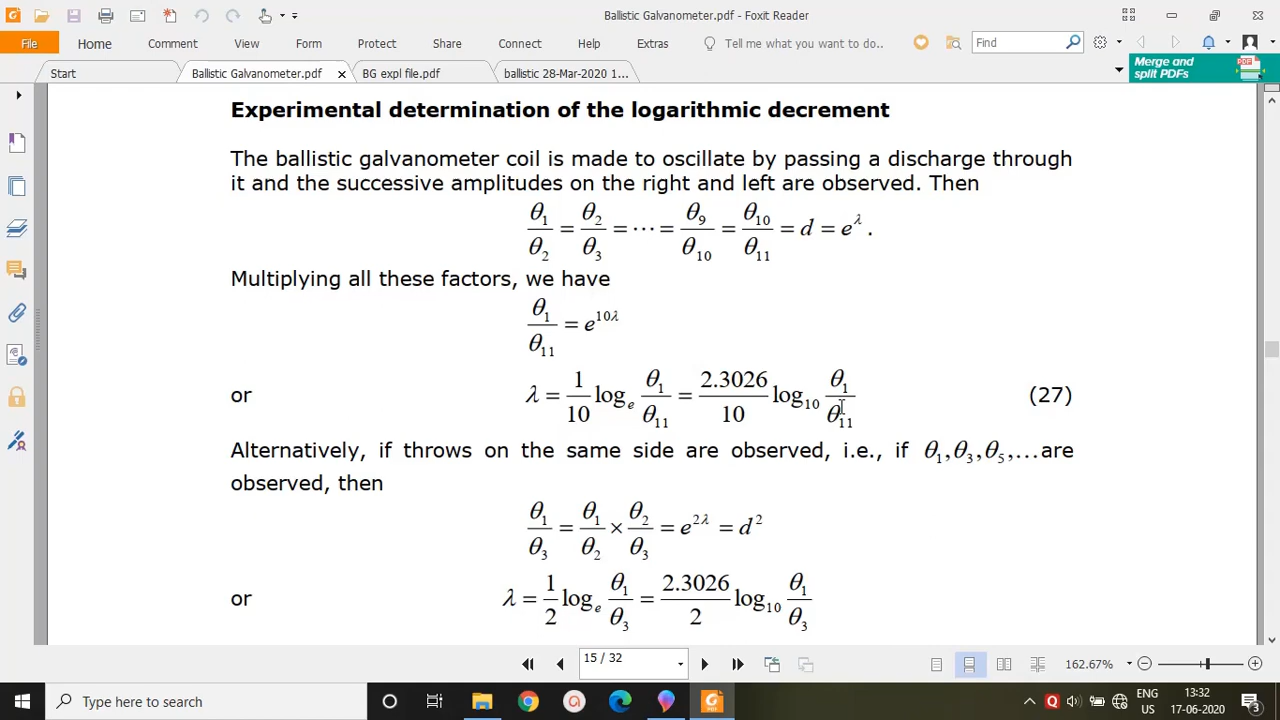 Ballistic Galvanometer.pdf - Foxit Reader
File Home Comment View Form Protect Share Connect Help Extras Tell me what you want to do.. Find
Start Ballistic Galvanometer.pdf × BG expl file.pdf ballistic 28-Mar-2020 1...
Merge and
split PDFs
Experimental determination of the logarithmic decrement
The ballistic galvanometer coil is made to oscillate by passing a discharge through
it and the successive amplitudes on the right and left are observed. Then
θ₁/θ₂ = θ₂/θ₃ = ⋯ = θ₉/θ₁₀ = θ₁₀/θ₁₁ = d = e^λ .
Multiplying all these factors, we have
θ₁/θ₁₁ = e^10λ
or λ = 1/10 logₑ θ₁/θ₁₁ = 2.3026/10 log₁₀ θ₁/θ₁₁ (27)
Alternatively, if throws on the same side are observed, i.e., if θ₁,θ₃,θ₅,… are
observed, then
θ₁/θ₃ = θ₁/θ₂ × θ₂/θ₃ = e^2λ = d²
or λ = 1/2 logₑ θ₁/θ₃ = 2.3026/2 log₁₀ θ₁/θ₃
15 / 32 162.67%
Type here to search
ENG 13:32
US 17-06-2020
3